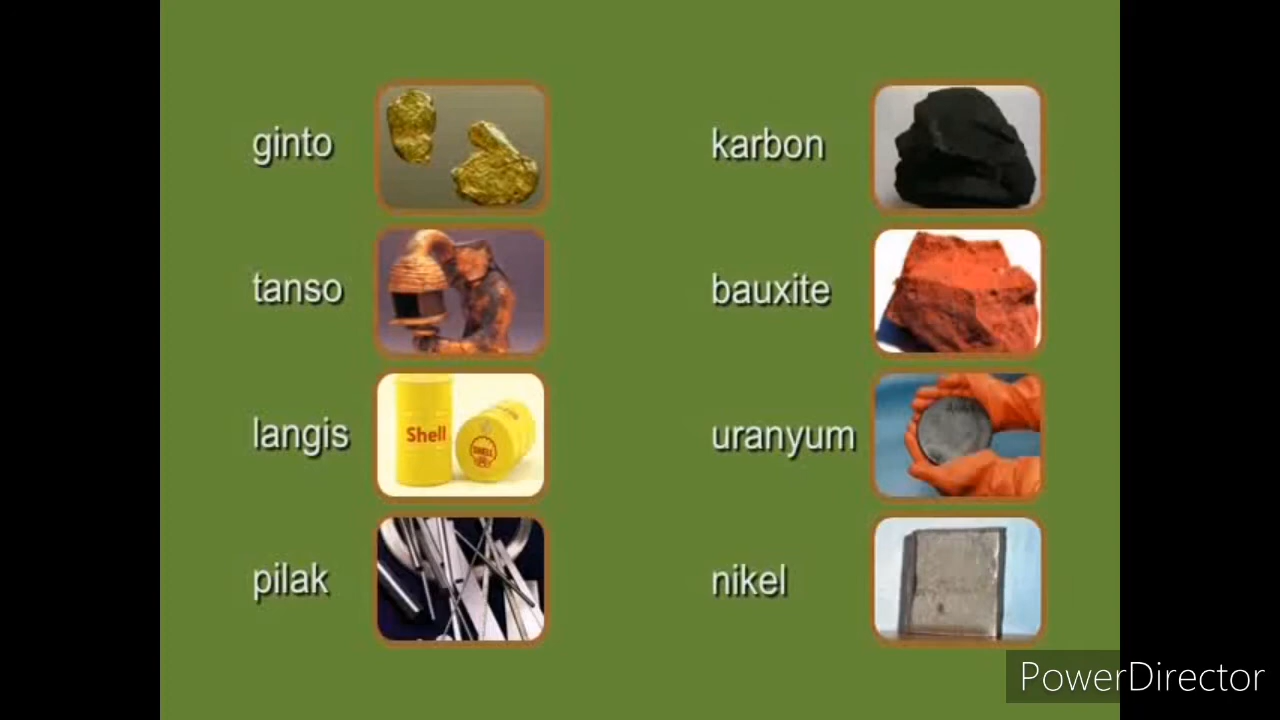 ginto
karbon
tanso
bauxite
langis
Shell
SHELL
uranyum
pilak
nikel
PowerDirector